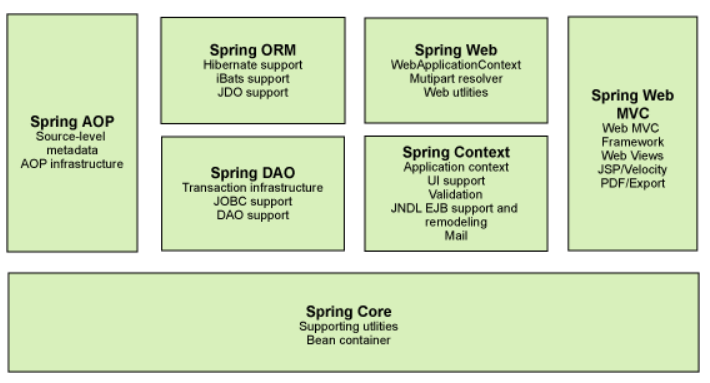 Spring AOP
Source-level
metadata
AOP infrastructure
Spring ORM
Hibernate support
iBats support
JDO support
Spring DAO
Transaction infrastructure
JOBC support
DAO support
Spring Web
WebApplicationContext
Mutipart resolver
Web utlities
Spring Context
Application context
UI support
Validation
JNDL EJB support and
remodeling
Mail
Spring Web
MVC
Web MVC
Framework
Web Views
JSP/Velocity
PDF/Export
Spring Core
Supporting utlities
Bean container